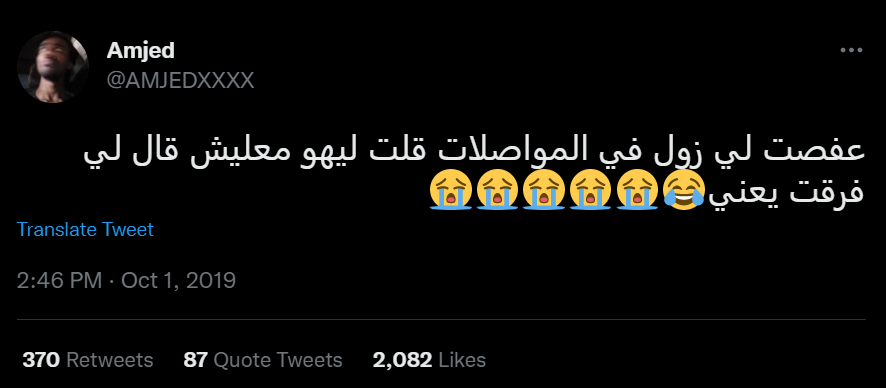 Amjed
@AMJEDXXXX
عفصت لي زول في المواصلات قلت ليهو معليش قال لي
فرقت يعني😂😭😭😭😭😭
Translate Tweet
2:46 PM · Oct 1, 2019
370 Retweets 87 Quote Tweets 2,082 Likes